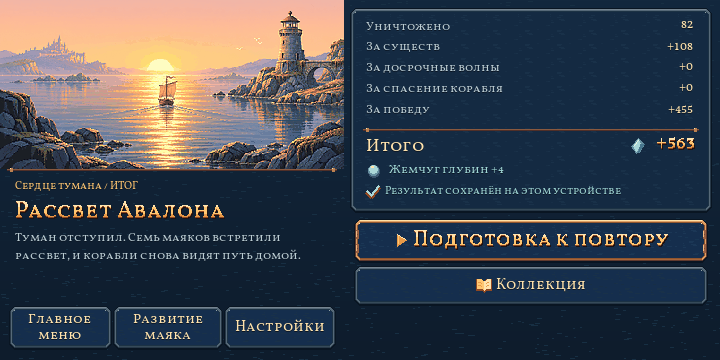 Сердце тумана / ИТОГ
Рассвет Авалона
Туман отступил. Семь маяков встретили
рассвет, и корабли снова видят путь домой.
Главное
меню
Развитие
маяка
Настройки
Уничтожено 82
За существ +108
За досрочные волны +0
За спасение корабля +0
За победу +455
Итого +563
Жемчуг глубин +4
Результат сохранён на этом устройстве
Подготовка к повтору
Коллекция